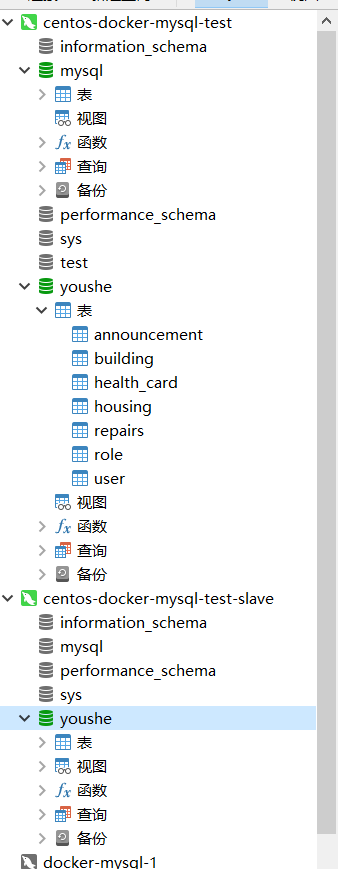 centos-docker-mysql-test
information_schema
mysql
表
视图
fx 函数
查询
备份
performance_schema
sys
test
youshe
表
announcement
building
health_card
housing
repairs
role
user
视图
fx 函数
查询
备份
centos-docker-mysql-test-slave
information_schema
mysql
performance_schema
sys
youshe
表
视图
fx 函数
查询
备份
docker-mysql-1